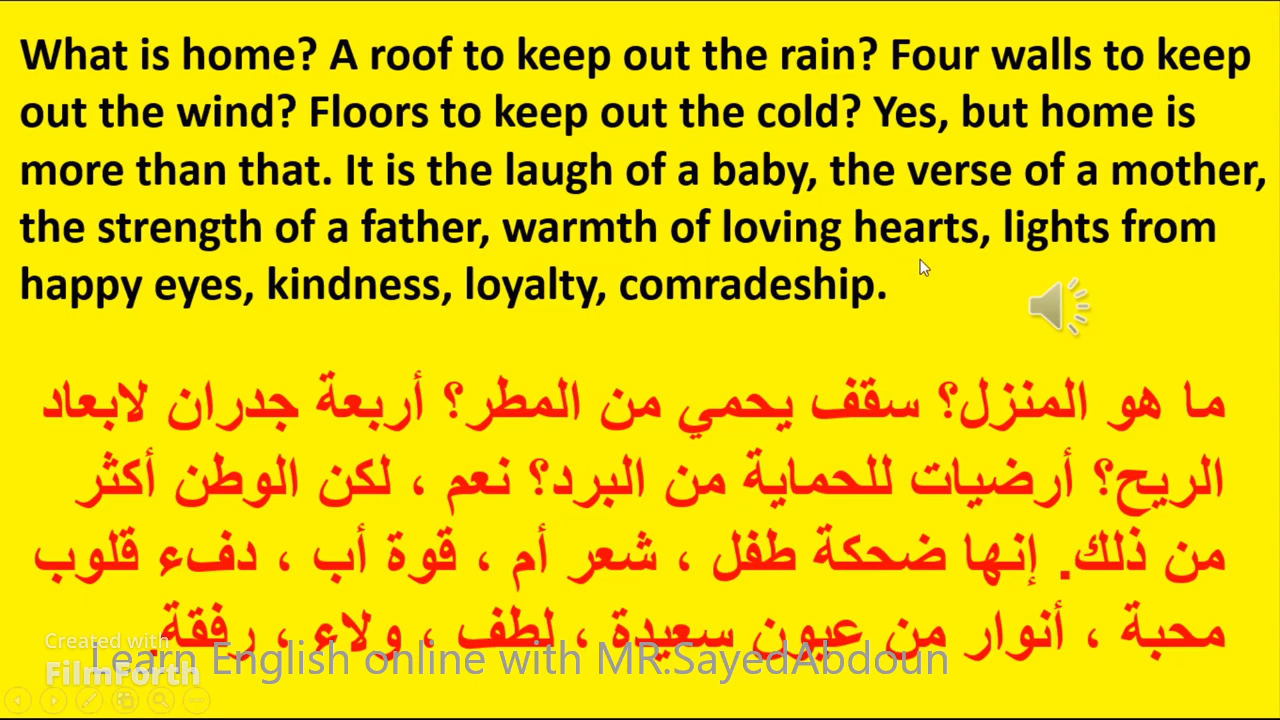 What is home? A roof to keep out the rain? Four walls to keep
out the wind? Floors to keep out the cold? Yes, but home is
more than that. It is the laugh of a baby, the verse of a mother,
the strength of a father, warmth of loving hearts, lights from
happy eyes, kindness, loyalty, comradeship.
ما هو المنزل؟ سقف يحمي من المطر؟ أربعة جدران لابعاد
الريح؟ أرضيات للحماية من البرد؟ نعم ، لكن الوطن أكثر
من ذلك. إنها ضحكة طفل ، شعر أم ، قوة أب ، دفء قلوب
محبة ، أنوار من عيون سعيدة ، لطف ، ولاء ، رفقة.
Created with
FilmForth
Learn English online with MR.SayedAbdoun